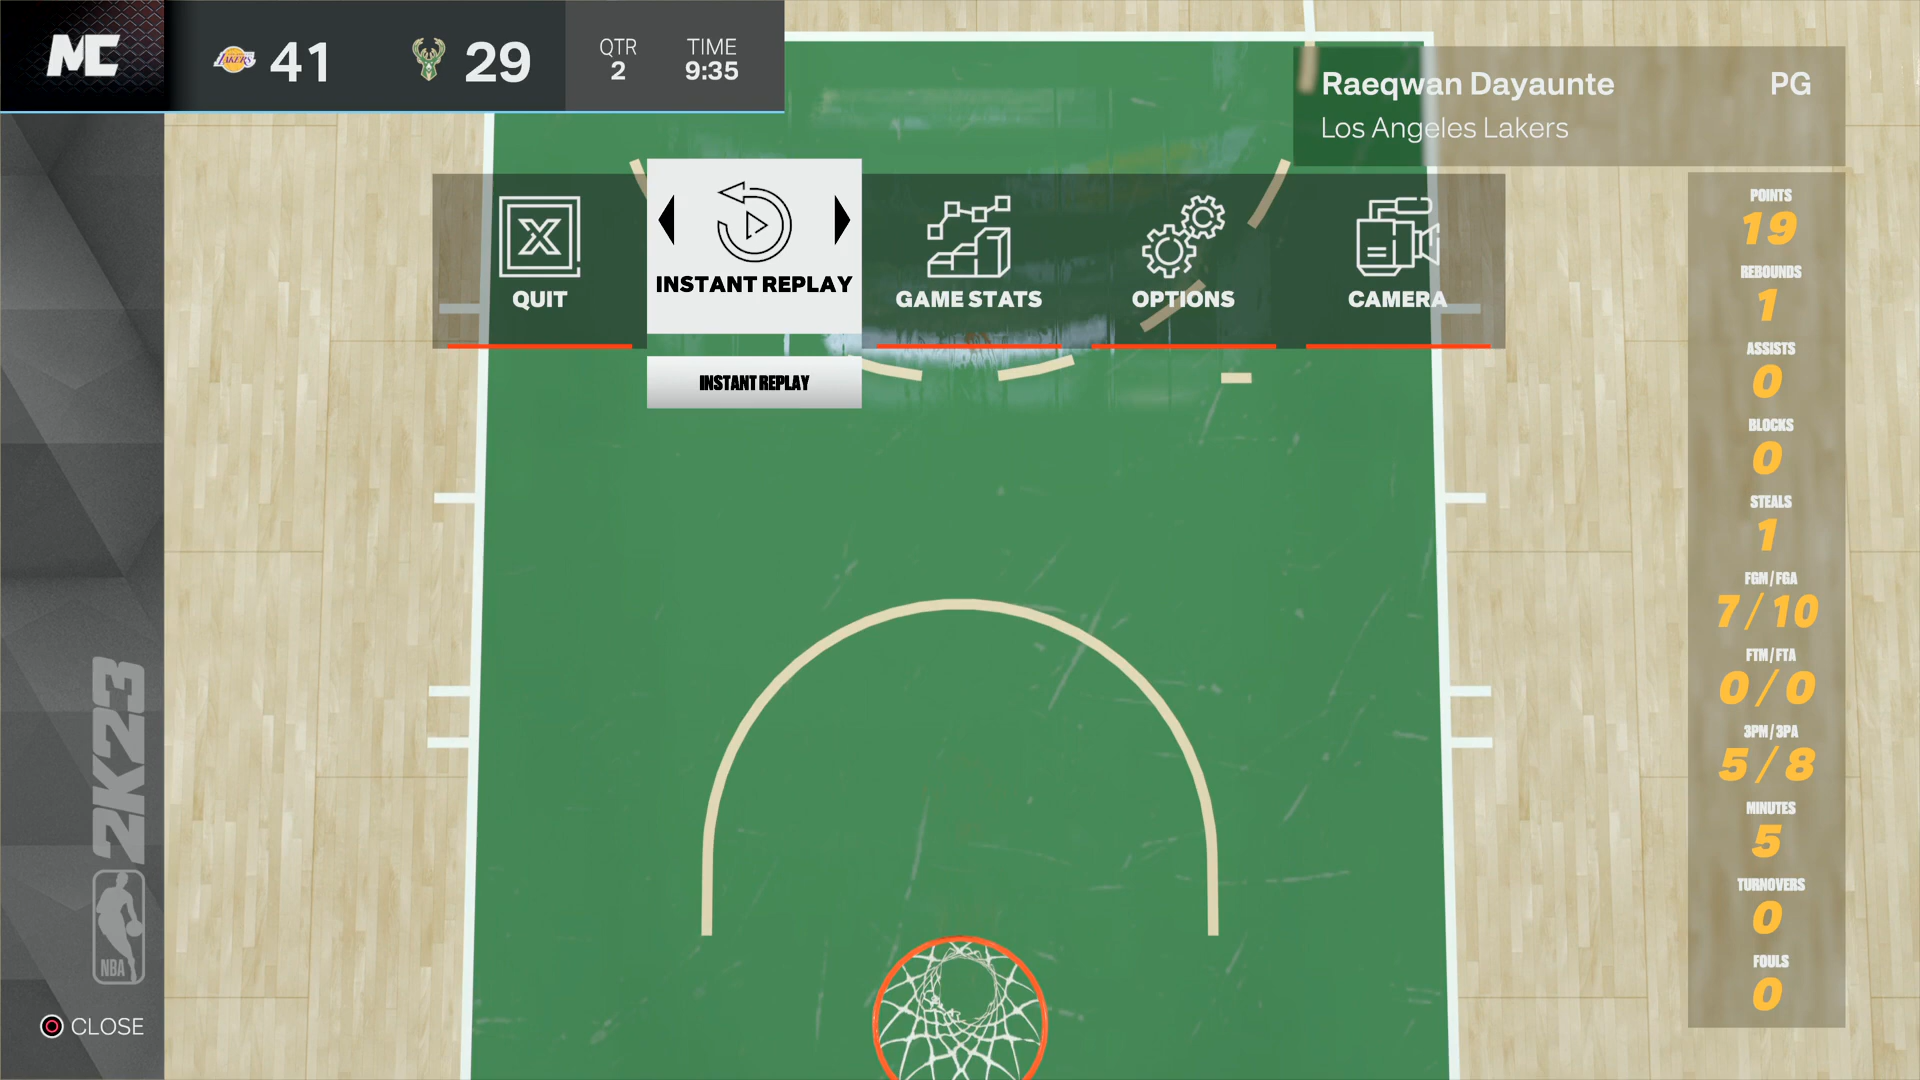 MC
LAKERS
41
29
QTR
2
TIME
9:35
Raeqwan Dayaunte
PG
Los Angeles Lakers
QUIT
INSTANT REPLAY
GAME STATS
OPTIONS
CAMERA
INSTANT REPLAY
POINTS
19
REBOUNDS
1
ASSISTS
0
BLOCKS
0
STEALS
1
FGM/FGA
7/10
FTM/FTA
0/0
3PM/3PA
5/8
MINUTES
5
TURNOVERS
0
FOULS
0
2K23
NBA
CLOSE